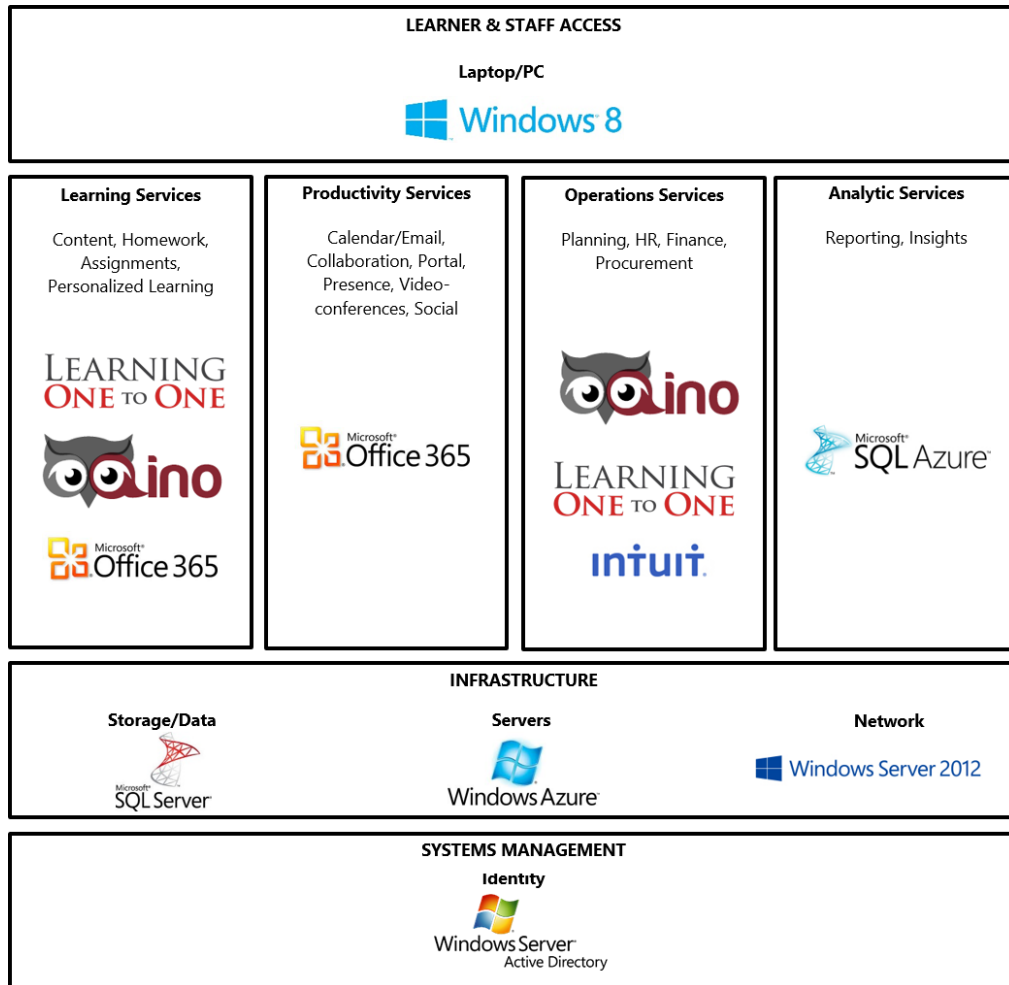 LEARNER & STAFF ACCESS
Laptop/PC
Windows 8
Learning Services
Content, Homework,
Assignments,
Personalized Learning
LEARNING
ONE TO ONE
ino
Microsoft
Office 365
Productivity Services
Calendar/Email,
Collaboration, Portal,
Presence, Video-
conferences, Social
Microsoft
Office 365
Operations Services
Planning, HR, Finance,
Procurement
ino
LEARNING
ONE TO ONE
intuit
Analytic Services
Reporting, Insights
Microsoft
SQL Azure
INFRASTRUCTURE
Storage/Data
Microsoft
SQL Server
Servers
Windows Azure
Network
Windows Server 2012
SYSTEMS MANAGEMENT
Identity
Windows Server
Active Directory